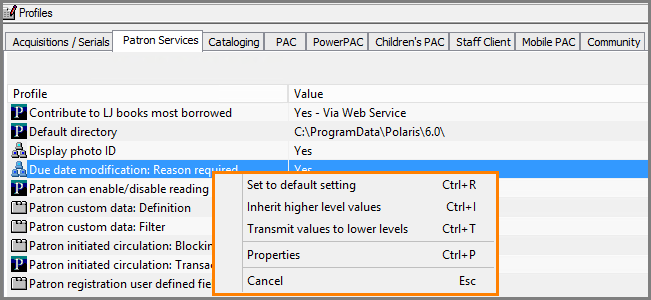 Profiles
Acquisitions / Serials Patron Services Cataloging PAC PowerPAC Children's PAC Staff Client Mobile PAC Community
Profile Value
Contribute to LJ books most borrowed Yes - Via Web Service
Default directory C:\ProgramData\Polaris\6.0\
Display photo ID Yes
Due date modification: Reason required Yes
Patron can enable/disable reading
Patron custom data: Definition
Patron custom data: Filter
Patron initiated circulation:
Patron initiated circulation:
Patron registration user defined
Set to default setting Ctrl+R
Inherit higher level values Ctrl+I
Transmit values to lower levels Ctrl+T
Properties Ctrl+P
Cancel Esc